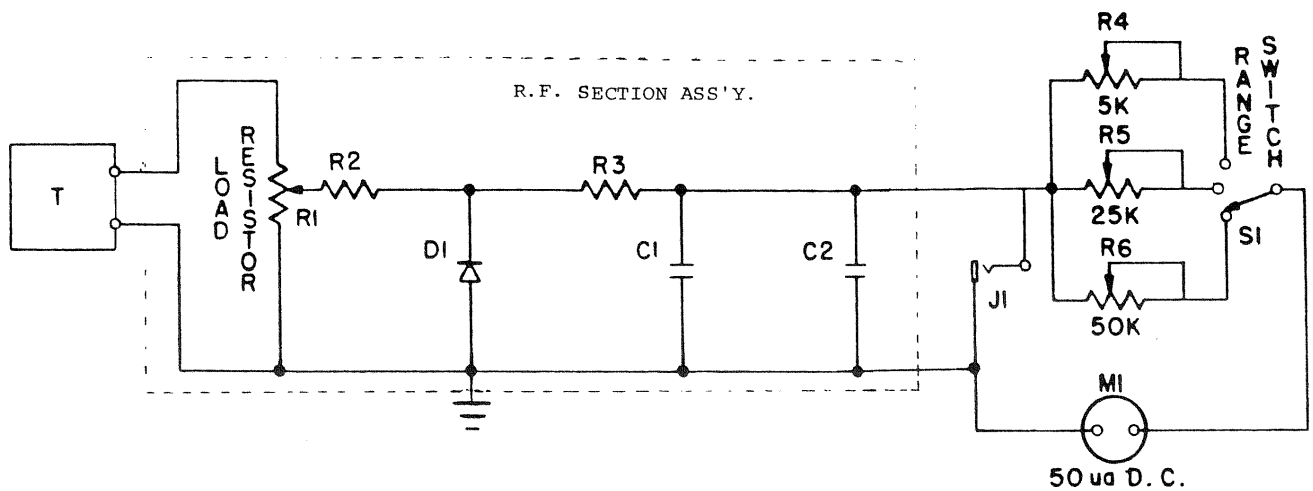 R.F. SECTION ASS'Y.
T
LOAD
RESISTOR
R1
R2
D1
R3
C1
C2
J1
R4
5K
R5
25K
R6
50K
RANGE
SWITCH
S1
M1
50 ua D.C.